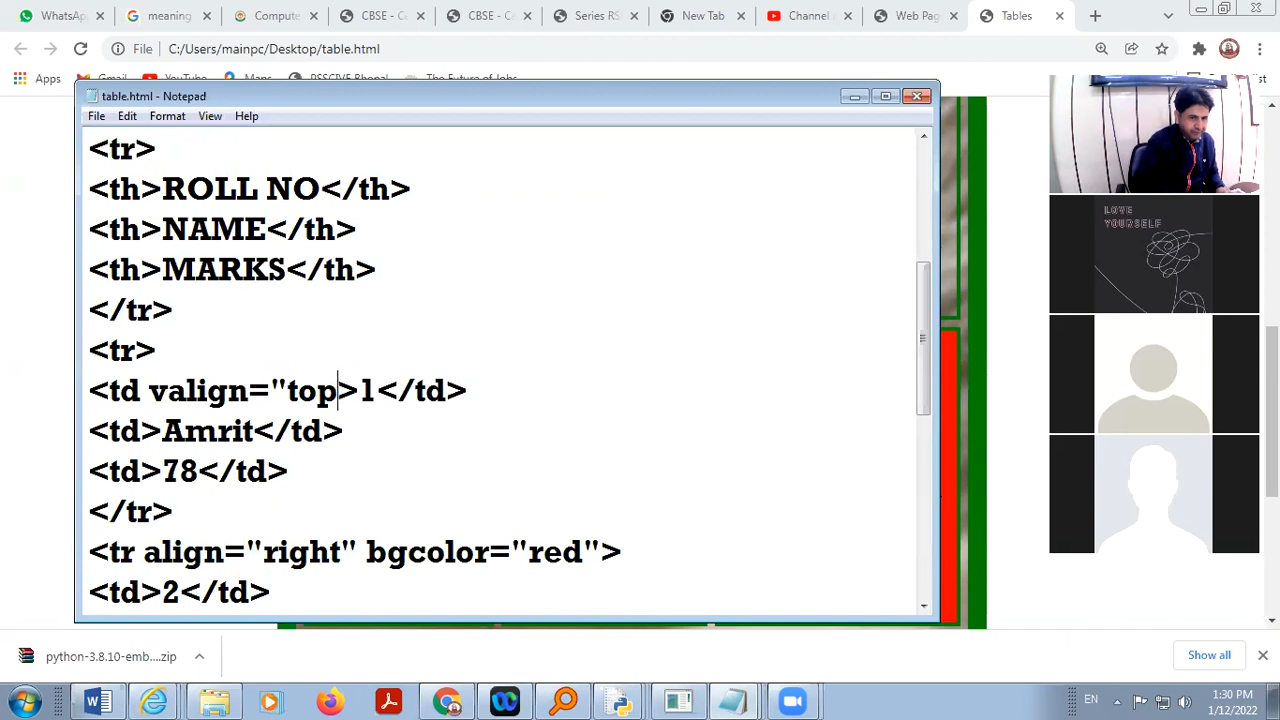 WhatsApp
meaning
Compute
CBSE - C
CBSE - C
Series RS
New Tab
Channel
Web Pag
Tables
File
C:/Users/mainpc/Desktop/table.html
Apps
Gmail
YouTube
Maps
The Future of Jobs
table.html - Notepad
File Edit Format View Help
<tr>
<th>ROLL NO</th>
<th>NAME</th>
<th>MARKS</th>
</tr>
<tr>
<td valign="top>1</td>
<td>Amrit</td>
<td>78</td>
</tr>
<tr align="right" bgcolor="red">
<td>2</td>
LOVE
YOURSELF
python-3.8.10-emb....zip
Show all
EN
1:30 PM
1/12/2022